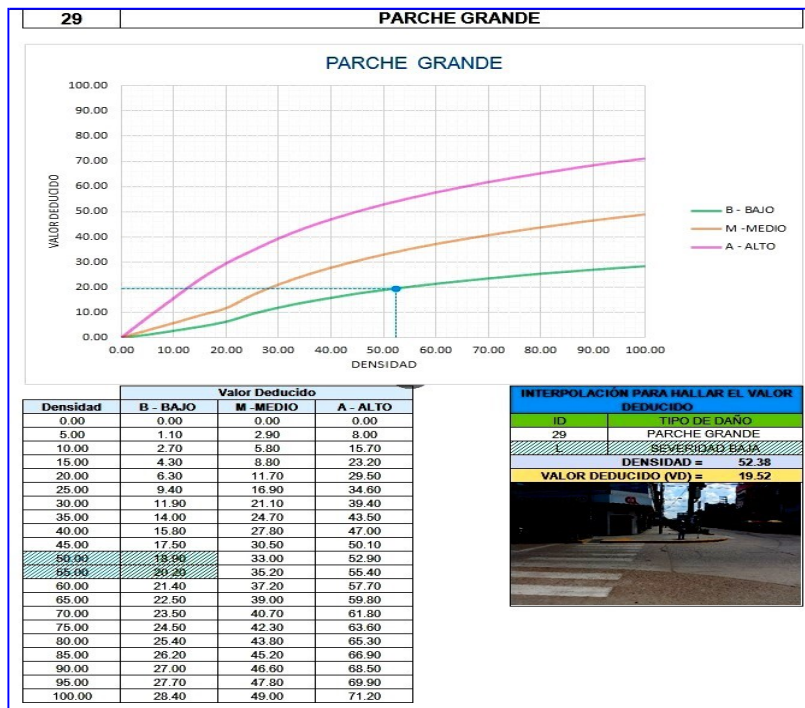 29 PARCHE GRANDE
PARCHE GRANDE
100.00
90.00
80.00
70.00
60.00
50.00
40.00
30.00
20.00
10.00
0.00
VALOR DEDUCIDO
0.00 10.00 20.00 30.00 40.00 50.00 60.00 70.00 80.00 90.00 100.00
DENSIDAD
B - BAJO
M -MEDIO
A - ALTO
Valor Deducido
Densidad B - BAJO M -MEDIO A - ALTO
0.00 0.00 0.00 0.00
5.00 1.10 2.90 8.00
10.00 2.70 5.80 15.70
15.00 4.30 8.80 23.20
20.00 6.30 11.70 29.50
25.00 9.40 16.90 34.60
30.00 11.90 21.10 39.40
35.00 14.00 24.70 43.50
40.00 15.80 27.80 47.00
45.00 17.50 30.50 50.10
50.00 18.90 33.00 52.90
55.00 20.20 35.20 55.40
60.00 21.40 37.20 57.70
65.00 22.50 39.00 59.80
70.00 23.50 40.70 61.80
75.00 24.50 42.30 63.60
80.00 25.40 43.80 65.30
85.00 26.20 45.20 66.90
90.00 27.00 46.60 68.50
95.00 27.70 47.80 69.90
100.00 28.40 49.00 71.20
INTERPOLACIÓN PARA HALLAR EL VALOR
DEDUCIDO
ID TIPO DE DAÑO
29 PARCHE GRANDE
L SEVERIDAD BAJA
DENSIDAD = 52.38
VALOR DEDUCIDO (VD) = 19.52